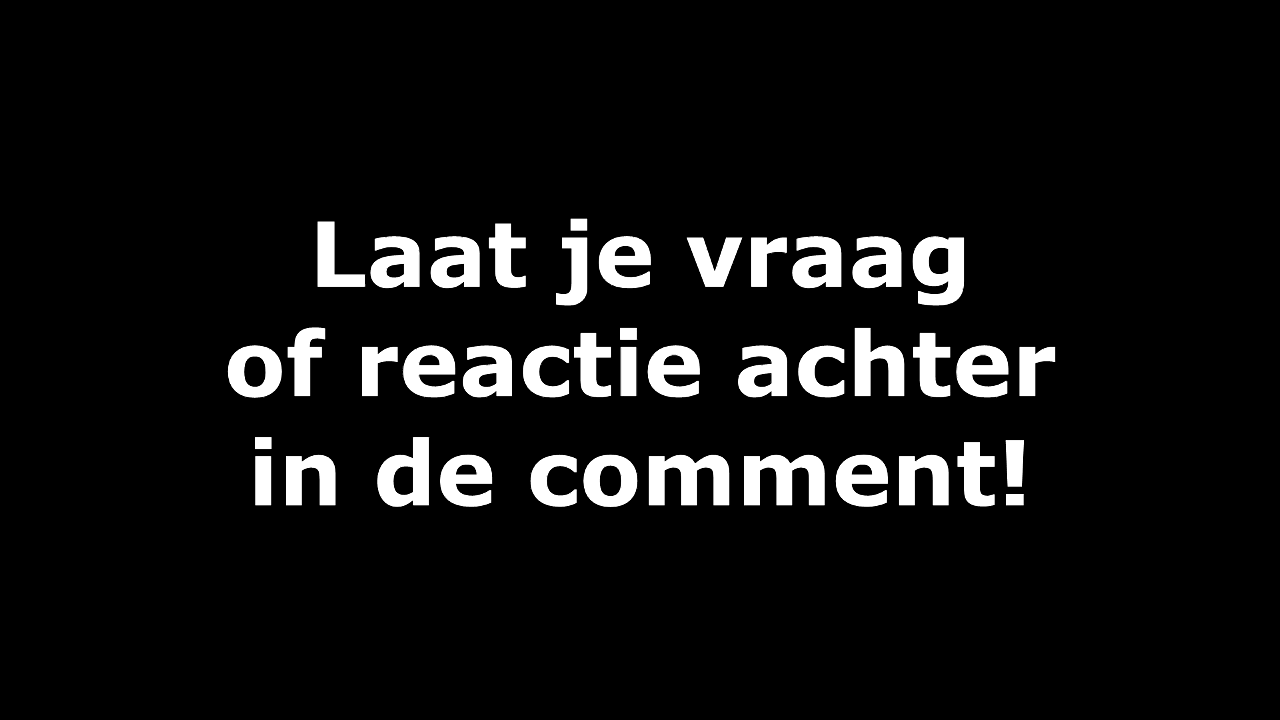 Laat je vraag
of reactie achter
in de comment!